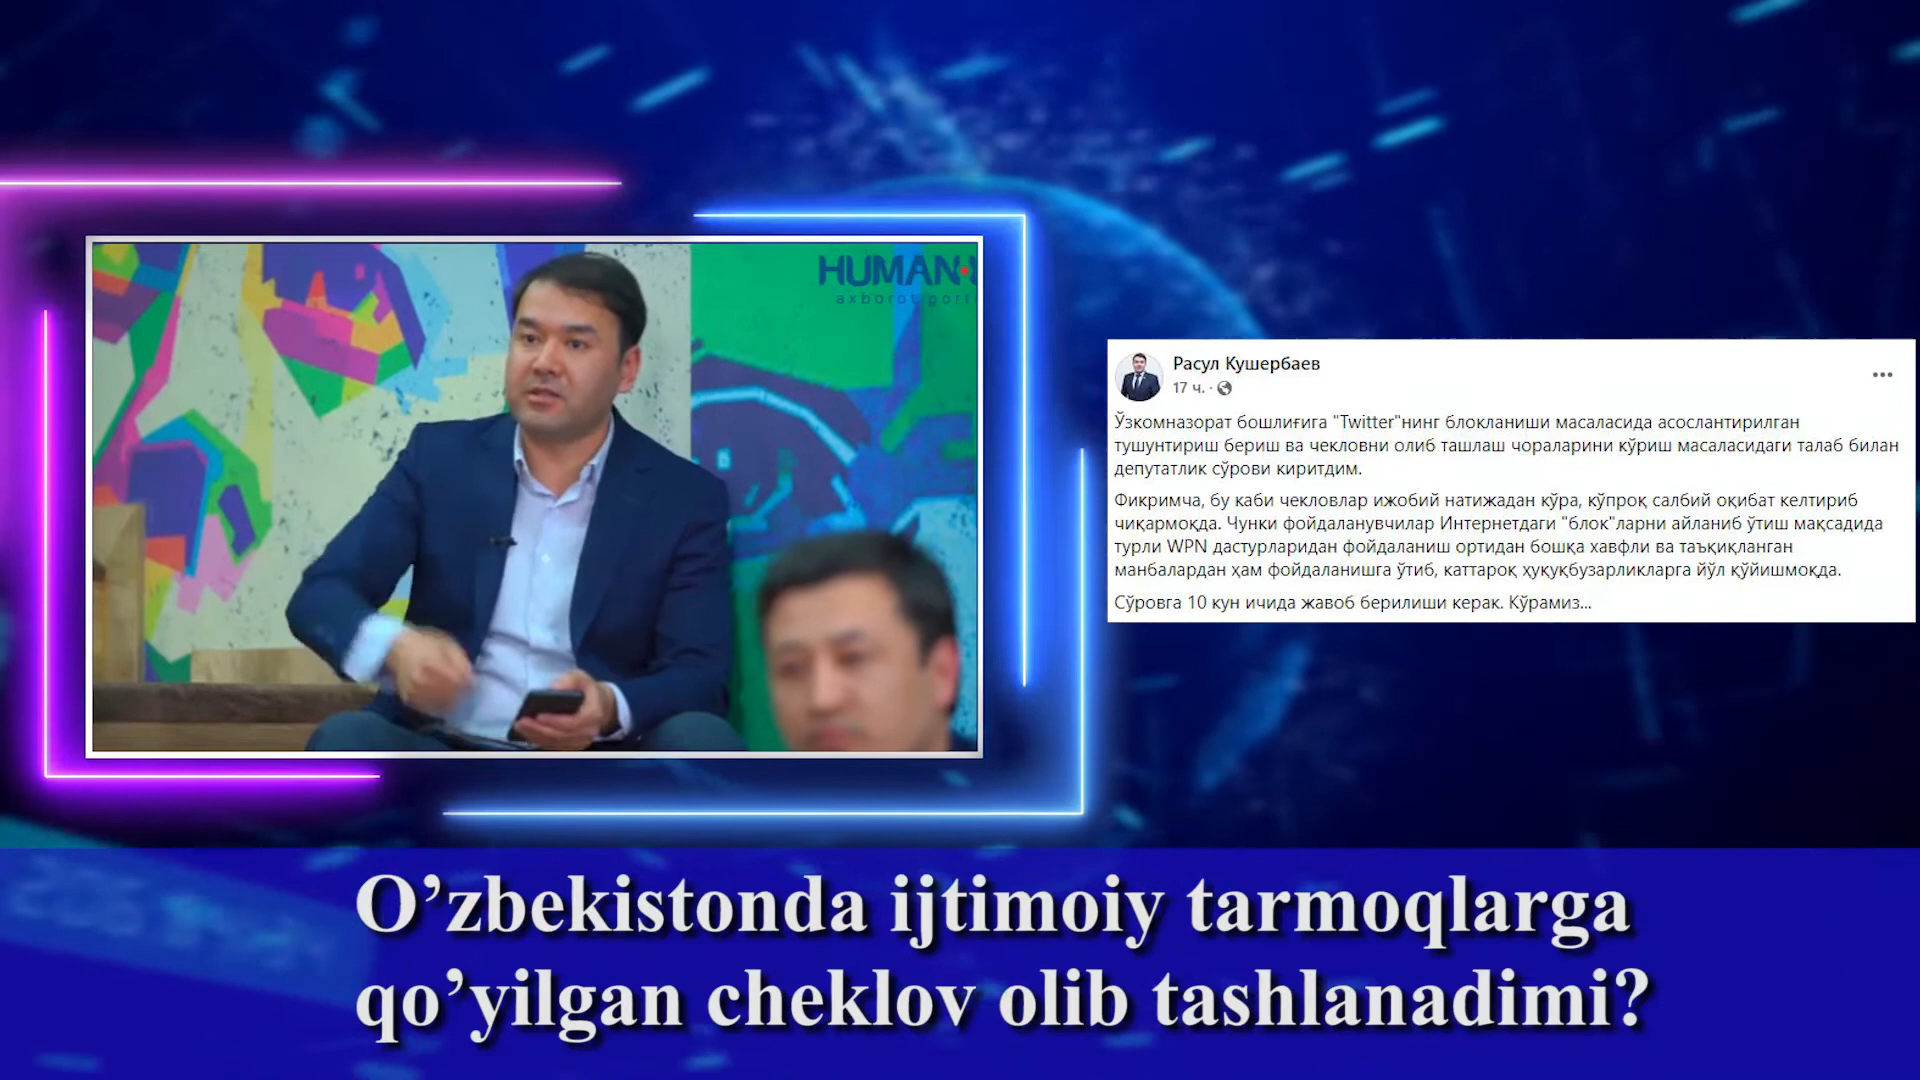 HUMAN
axborot
Расул Кушербаев
17 ч.
Ўзкомназорат бошлиғига "Twitter"нинг блокланиши масаласида асослантирилган
тушунтириш бериш ва чекловни олиб ташлаш чораларини кўриш масаласидаги талаб билан
депутатлик сўрови киритдим.
Фикримча, бу каби чекловлар ижобий натижадан кўра, кўпроқ салбий оқибат келтириб
чиқармоқда. Чунки фойдаланувчилар Интернетдаги "блок"ларни айланиб ўтиш мақсадида
турли WPN дастурларидан фойдаланиш ортидан бошқа хавфли ва таъқиқланган
манбалардан ҳам фойдаланишга ўтиб, каттароқ ҳуқуқбузарликларга йўл қўйишмоқда.
Сўровга 10 кун ичида жавоб берилиши керак. Кўрамиз...
O’zbekistonda ijtimoiy tarmoqlarga
qo’yilgan cheklov olib tashlanadimi?